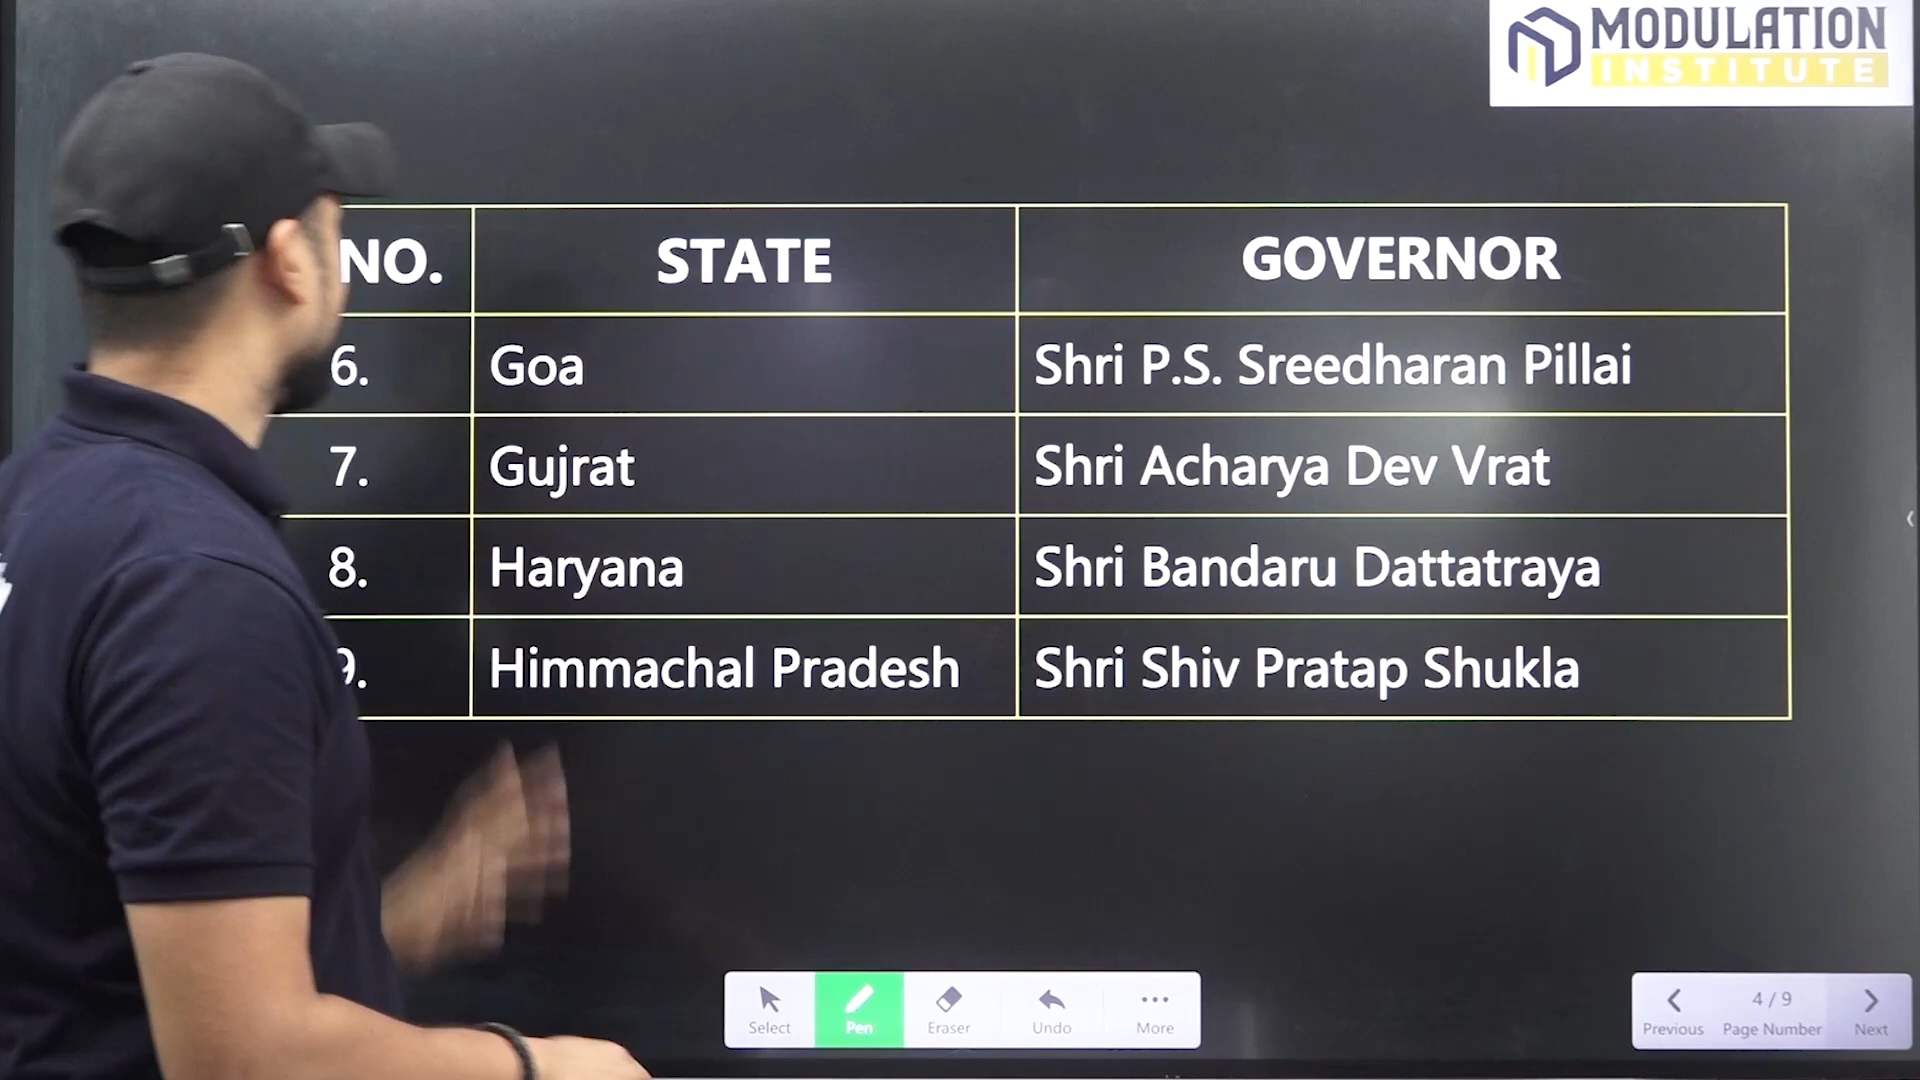 MODULATION
INSTITUTE
NO. STATE GOVERNOR
6. Goa Shri P.S. Sreedharan Pillai
7. Gujrat Shri Acharya Dev Vrat
8. Haryana Shri Bandaru Dattatraya
9. Himmachal Pradesh Shri Shiv Pratap Shukla
Select Pen Eraser Undo More
4 / 9
Previous Page Number Next